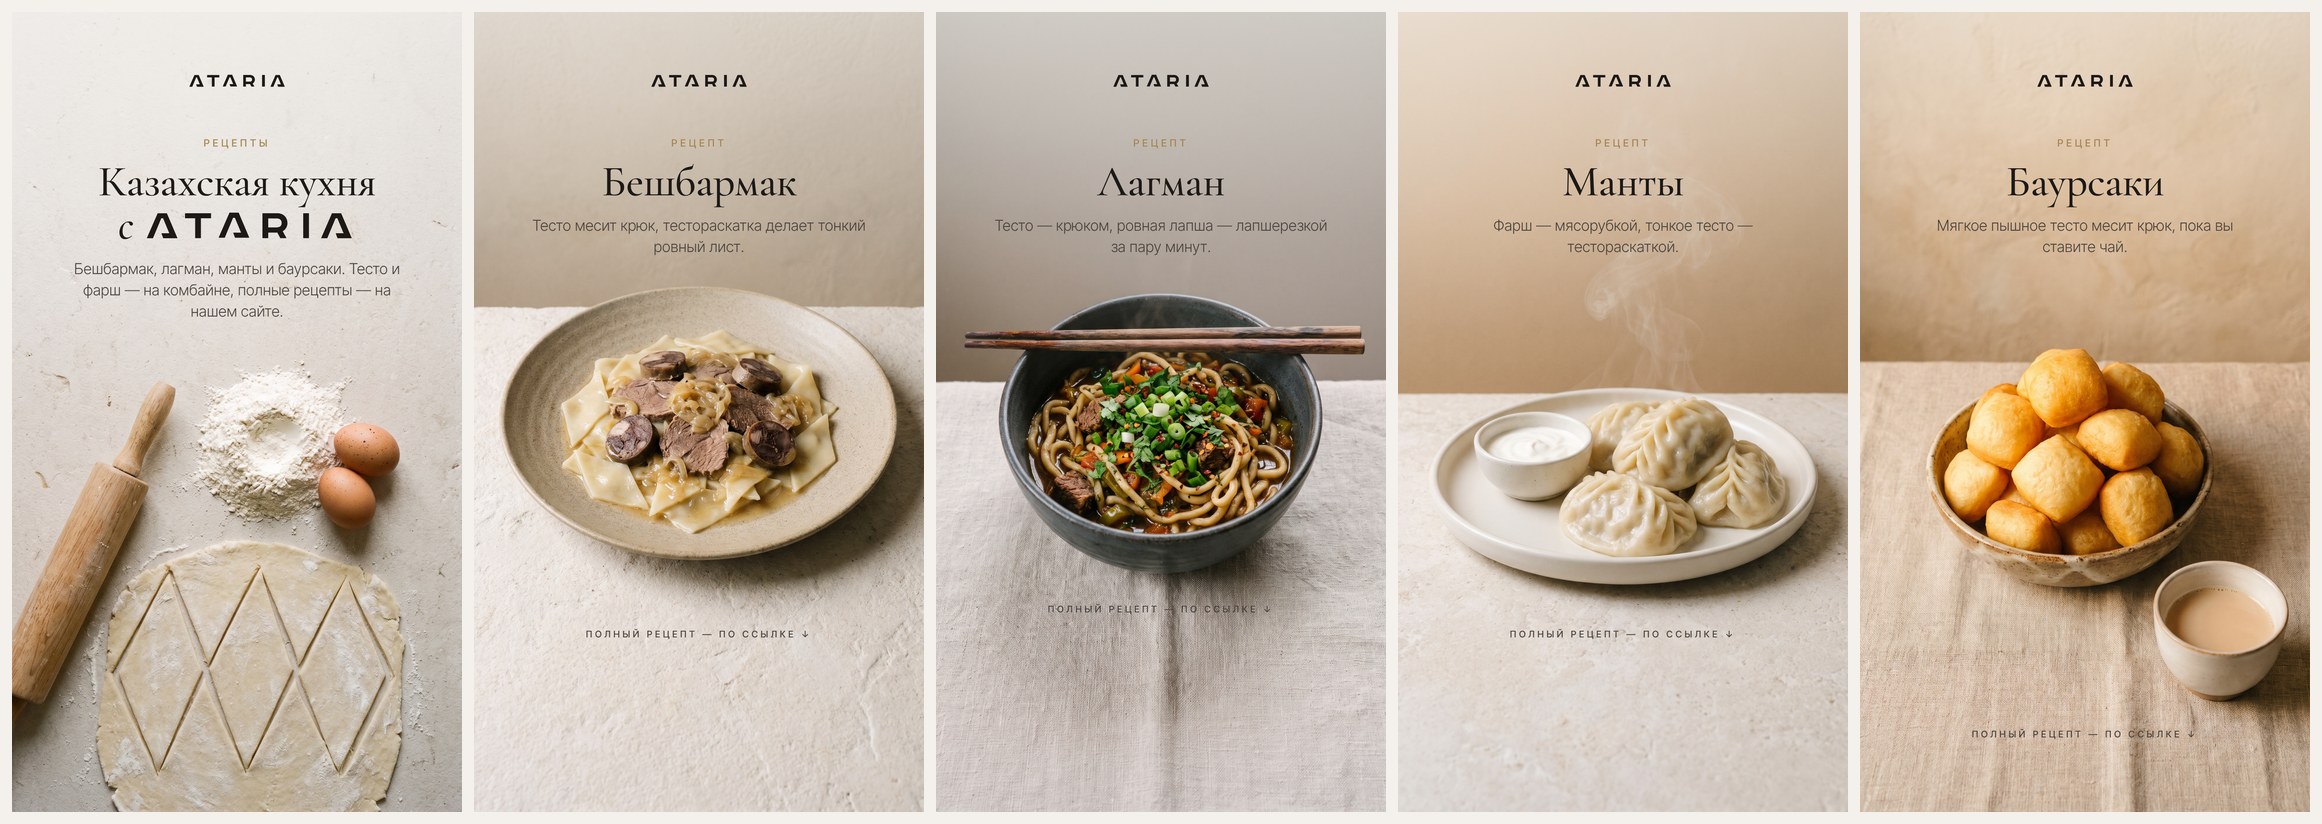 ATARIA
РЕЦЕПТЫ
Казахская кухня
с ATARIA
Бешбармак, лагман, манты и баурсаки. Тесто и
фарш — на комбайне, полные рецепты — на
нашем сайте.
ATARIA
РЕЦЕПТ
Бешбармак
Тесто месит крюк, тестораскатка делает тонкий
ровный лист.
ПОЛНЫЙ РЕЦЕПТ — ПО ССЫЛКЕ ↓
ATARIA
РЕЦЕПТ
Лагман
Тесто — крюком, ровная лапша — лапшерезкой
за пару минут.
ПОЛНЫЙ РЕЦЕПТ — ПО ССЫЛКЕ ↓
ATARIA
РЕЦЕПТ
Манты
Фарш — мясорубкой, тонкое тесто —
тестораскаткой.
ПОЛНЫЙ РЕЦЕПТ — ПО ССЫЛКЕ ↓
ATARIA
РЕЦЕПТ
Баурсаки
Мягкое пышное тесто месит крюк, пока вы
ставите чай.
ПОЛНЫЙ РЕЦЕПТ — ПО ССЫЛКЕ ↓